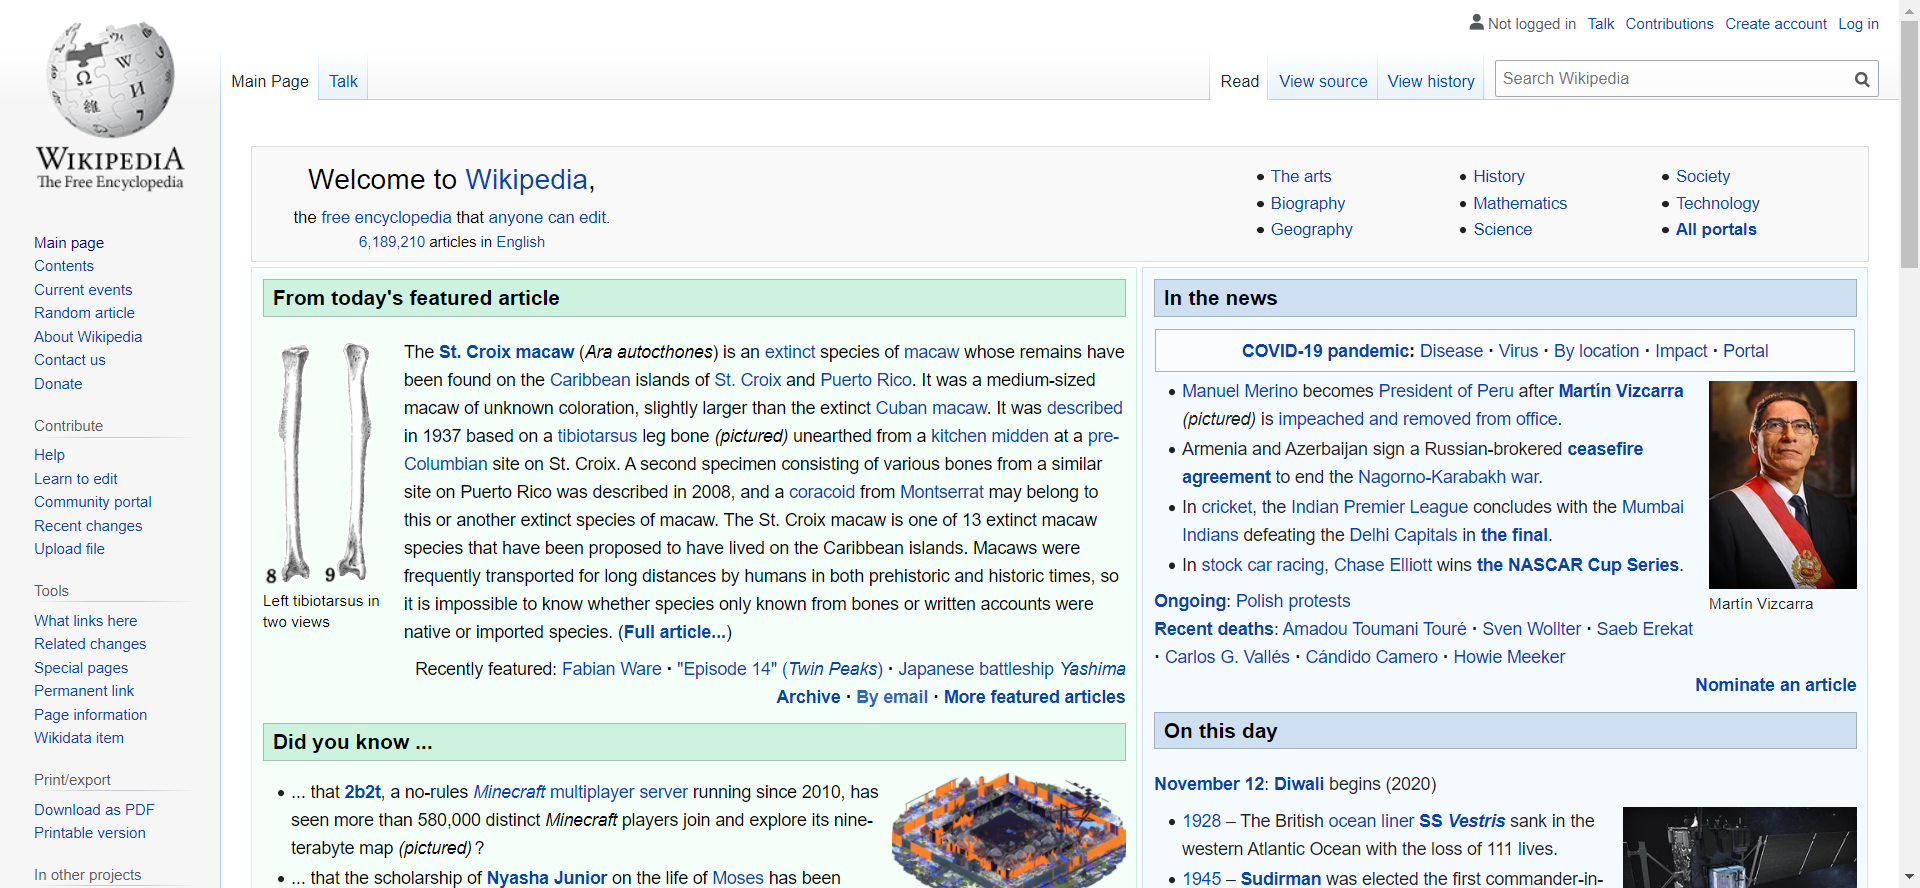 Not logged in Talk Contributions Create account Log in
Main Page Talk Read View source View history Search Wikipedia
WIKIPEDIA
The Free Encyclopedia
Main page
Contents
Current events
Random article
About Wikipedia
Contact us
Donate
Contribute
Help
Learn to edit
Community portal
Recent changes
Upload file
Tools
What links here
Related changes
Special pages
Permanent link
Page information
Wikidata item
Print/export
Download as PDF
Printable version
In other projects
Welcome to Wikipedia,
the free encyclopedia that anyone can edit.
6,189,210 articles in English
• The arts
• Biography
• Geography
• History
• Mathematics
• Science
• Society
• Technology
• All portals
From today's featured article
The St. Croix macaw (Ara autocthones) is an extinct species of macaw whose remains have
been found on the Caribbean islands of St. Croix and Puerto Rico. It was a medium-sized
macaw of unknown coloration, slightly larger than the extinct Cuban macaw. It was described
in 1937 based on a tibiotarsus leg bone (pictured) unearthed from a kitchen midden at a pre-
Columbian site on St. Croix. A second specimen consisting of various bones from a similar
site on Puerto Rico was described in 2008, and a coracoid from Montserrat may belong to
this or another extinct species of macaw. The St. Croix macaw is one of 13 extinct macaw
species that have been proposed to have lived on the Caribbean islands. Macaws were
frequently transported for long distances by humans in both prehistoric and historic times, so
it is impossible to know whether species only known from bones or written accounts were
native or imported species. (Full article...)
8 9
Left tibiotarsus in
two views
Recently featured: Fabian Ware · "Episode 14" (Twin Peaks) · Japanese battleship Yashima
Archive · By email · More featured articles
Did you know ...
• ... that 2b2t, a no-rules Minecraft multiplayer server running since 2010, has
seen more than 580,000 distinct Minecraft players join and explore its nine-
terabyte map (pictured)?
• ... that the scholarship of Nyasha Junior on the life of Moses has been
In the news
COVID-19 pandemic: Disease · Virus · By location · Impact · Portal
• Manuel Merino becomes President of Peru after Martín Vizcarra
(pictured) is impeached and removed from office.
• Armenia and Azerbaijan sign a Russian-brokered ceasefire
agreement to end the Nagorno-Karabakh war.
• In cricket, the Indian Premier League concludes with the Mumbai
Indians defeating the Delhi Capitals in the final.
• In stock car racing, Chase Elliott wins the NASCAR Cup Series.
Martín Vizcarra
Ongoing: Polish protests
Recent deaths: Amadou Toumani Touré · Sven Wollter · Saeb Erekat
· Carlos G. Vallés · Cándido Camero · Howie Meeker
Nominate an article
On this day
November 12: Diwali begins (2020)
• 1928 – The British ocean liner SS Vestris sank in the
western Atlantic Ocean with the loss of 111 lives.
• 1945 – Sudirman was elected the first commander-in-